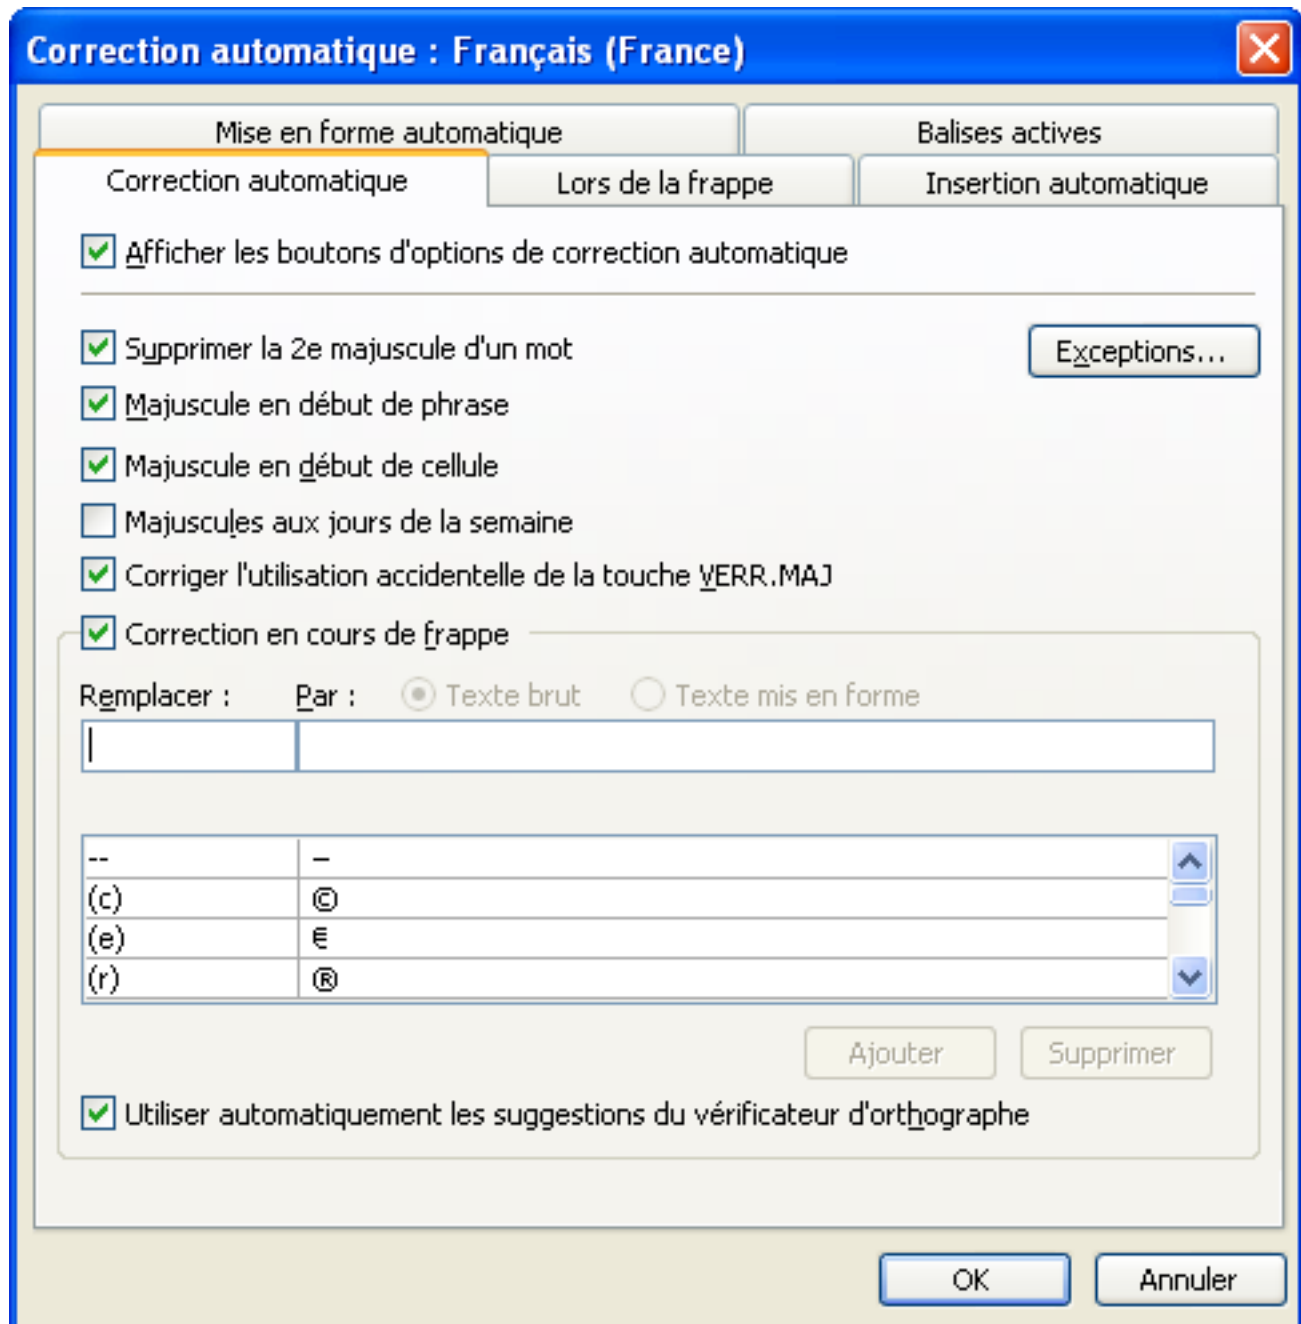 Correction automatique : Français (France)
Mise en forme automatique Balises actives
Correction automatique Lors de la frappe Insertion automatique
Afficher les boutons d'options de correction automatique
Supprimer la 2e majuscule d'un mot Exceptions...
Majuscule en début de phrase
Majuscule en début de cellule
Majuscules aux jours de la semaine
Corriger l'utilisation accidentelle de la touche VERR.MAJ
Correction en cours de frappe
Remplacer : Par : Texte brut Texte mis en forme
-- –
(c) ©
(e) €
(r) ®
Ajouter Supprimer
Utiliser automatiquement les suggestions du vérificateur d'orthographe
OK Annuler